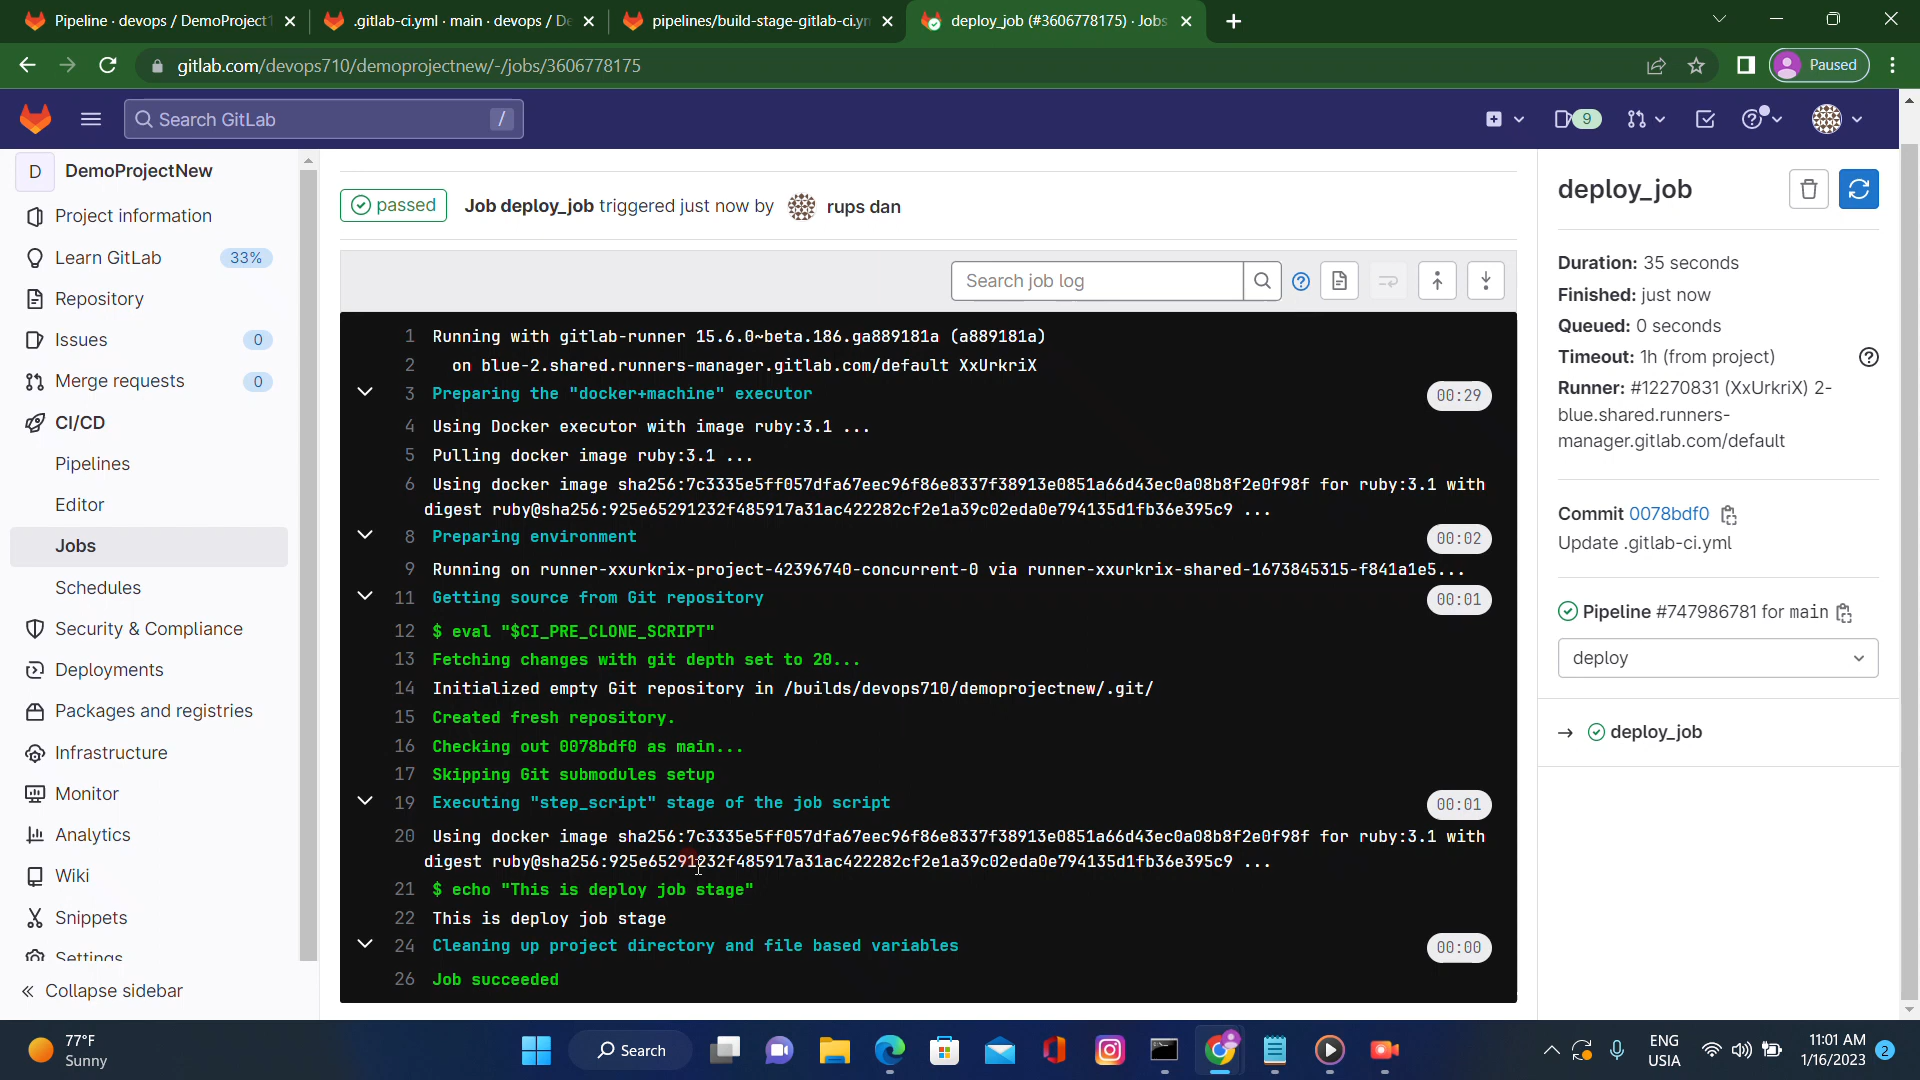 Pipeline · devops / DemoProject1
.gitlab-ci.yml · main · devops / De
pipelines/build-stage-gitlab-ci.yn
deploy_job (#3606778175) · Jobs
gitlab.com/devops710/demoprojectnew/-/jobs/3606778175
Paused
Search GitLab
/
9
D
DemoProjectNew
Project information
Learn GitLab
33%
Repository
Issues
0
Merge requests
0
CI/CD
Pipelines
Editor
Jobs
Schedules
Security & Compliance
Deployments
Packages and registries
Infrastructure
Monitor
Analytics
Wiki
Snippets
Settings
« Collapse sidebar
passed
Job deploy_job triggered just now by
rups dan
Search job log
1 Running with gitlab-runner 15.6.0~beta.186.ga889181a (a889181a)
2 on blue-2.shared.runners-manager.gitlab.com/default XxUrkriX
3 Preparing the "docker+machine" executor
00:29
4 Using Docker executor with image ruby:3.1 ...
5 Pulling docker image ruby:3.1 ...
6 Using docker image sha256:7c3335e5ff057dfa67eec96f86e8337f38913e0851a66d43ec0a08b8f2e0f98f for ruby:3.1 with
digest ruby@sha256:925e65291232f485917a31ac422282cf2e1a39c02eda0e794135d1fb36e395c9 ...
8 Preparing environment
00:02
9 Running on runner-xxurkrix-project-42396740-concurrent-0 via runner-xxurkrix-shared-1673845315-f841a1e5...
11 Getting source from Git repository
00:01
12 $ eval "$CI_PRE_CLONE_SCRIPT"
13 Fetching changes with git depth set to 20...
14 Initialized empty Git repository in /builds/devops710/demoprojectnew/.git/
15 Created fresh repository.
16 Checking out 0078bdf0 as main...
17 Skipping Git submodules setup
19 Executing "step_script" stage of the job script
00:01
20 Using docker image sha256:7c3335e5ff057dfa67eec96f86e8337f38913e0851a66d43ec0a08b8f2e0f98f for ruby:3.1 with
digest ruby@sha256:925e65291232f485917a31ac422282cf2e1a39c02eda0e794135d1fb36e395c9 ...
21 $ echo "This is deploy job stage"
22 This is deploy job stage
24 Cleaning up project directory and file based variables
00:00
26 Job succeeded
deploy_job
Duration: 35 seconds
Finished: just now
Queued: 0 seconds
Timeout: 1h (from project)
Runner: #12270831 (XxUrkriX) 2-
blue.shared.runners-
manager.gitlab.com/default
Commit 0078bdf0
Update .gitlab-ci.yml
Pipeline #747986781 for main
deploy
→ deploy_job
77°F
Sunny
Search
ENG
USIA
11:01 AM
1/16/2023
2